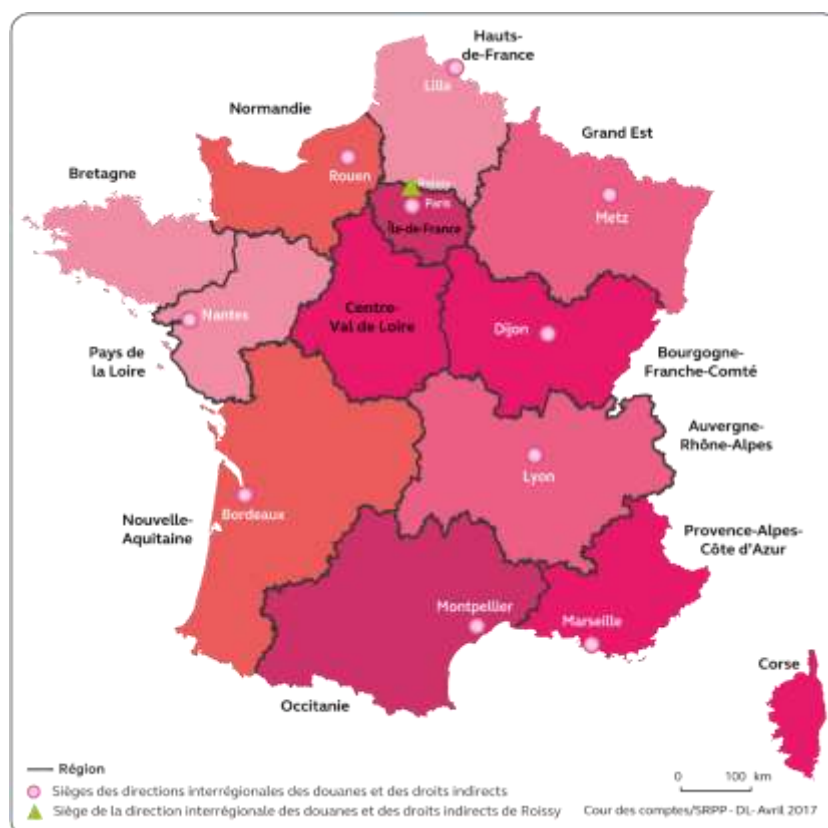 Hauts-
de-France
Lille
Normandie
Grand Est
Rouen
Roissy
Paris
Île-de-France
Metz
Bretagne
Nantes
Centre-
Val de Loire
Dijon
Pays de
la Loire
Bourgogne-
Franche-Comté
Auvergne-
Rhône-Alpes
Lyon
Bordeaux
Nouvelle-
Aquitaine
Provence-Alpes-
Côte d'Azur
Montpellier
Marseille
Corse
Occitanie
Région
Sièges des directions interrégionales des douanes et des droits indirects
Siège de la direction interrégionale des douanes et des droits indirects de Roissy
0 100 km
Cour des comptes/SRPP - DL- Avril 2017